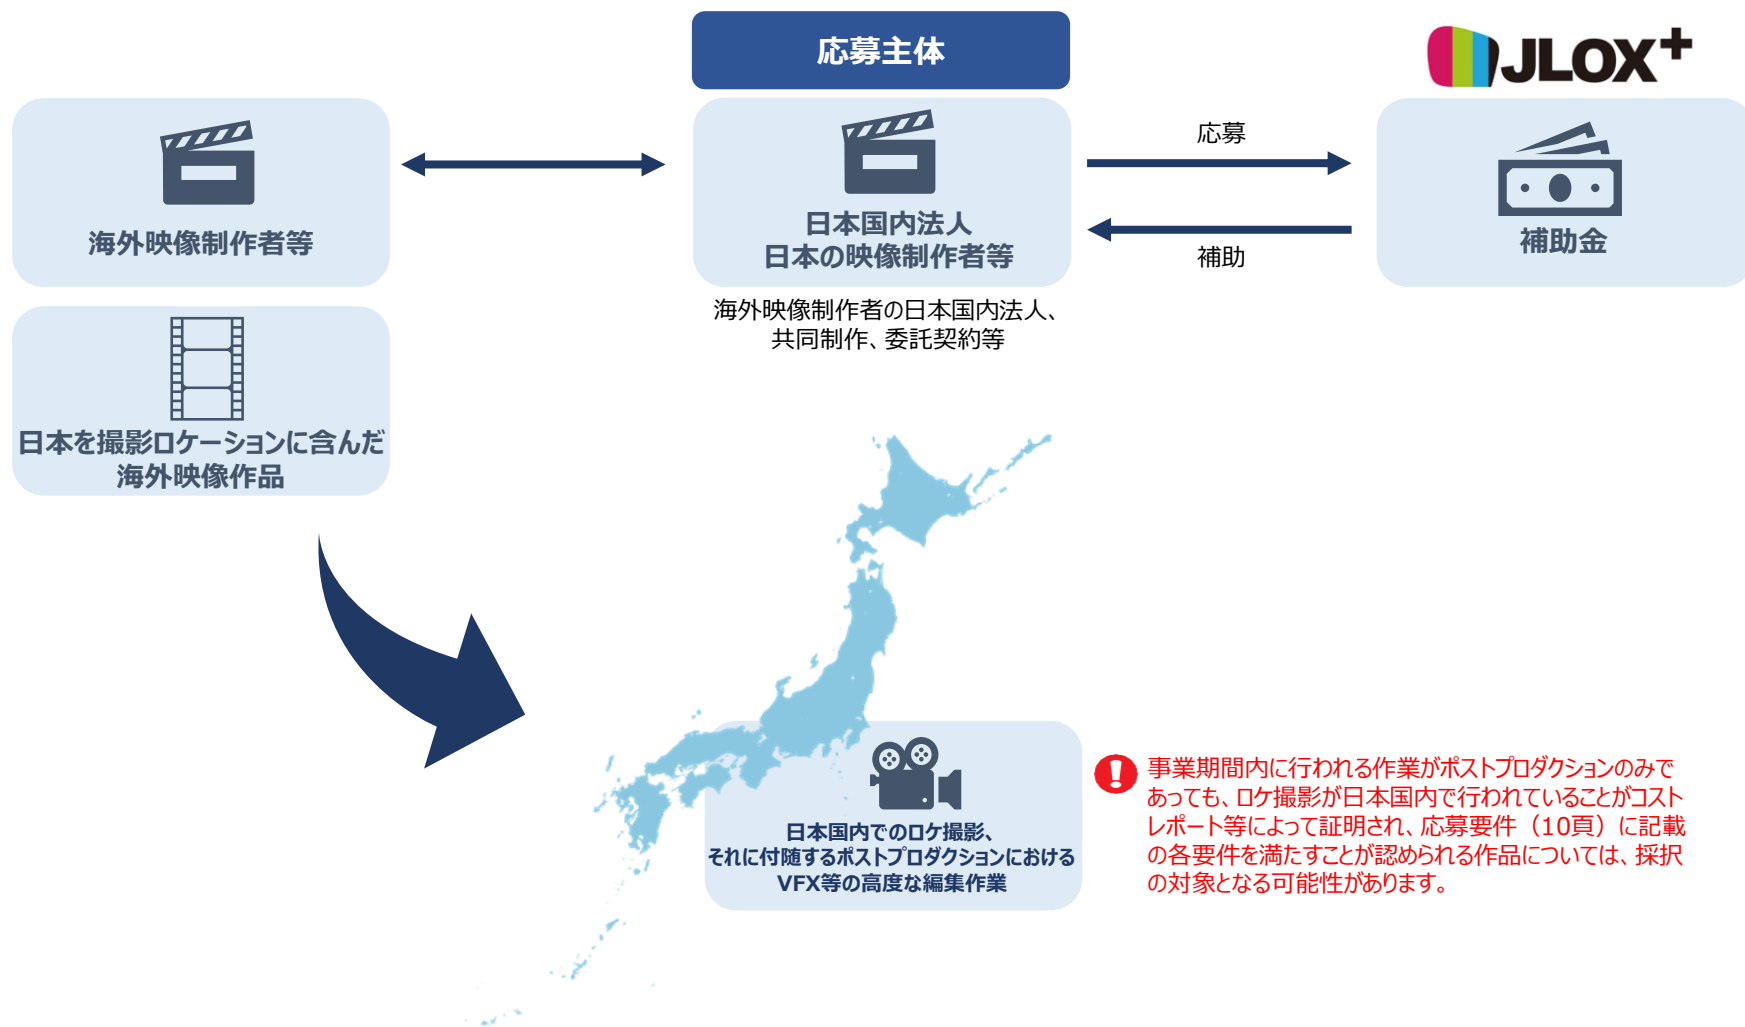 応募主体
JLOX+
海外映像制作者等
日本国内法人
日本の映像制作者等
応募
補助
補助金
海外映像制作者の日本国内法人、
共同制作、委託契約等
日本を撮影ロケーションに含んだ
海外映像作品
日本国内でのロケ撮影、
それに付随するポストプロダクションにおける
VFX等の高度な編集作業
事業期間内に行われる作業がポストプロダクションのみで
あっても、ロケ撮影が日本国内で行われていることがコスト
レポート等によって証明され、応募要件（10頁）に記載
の各要件を満たすことが認められる作品については、採択
の対象となる可能性があります。